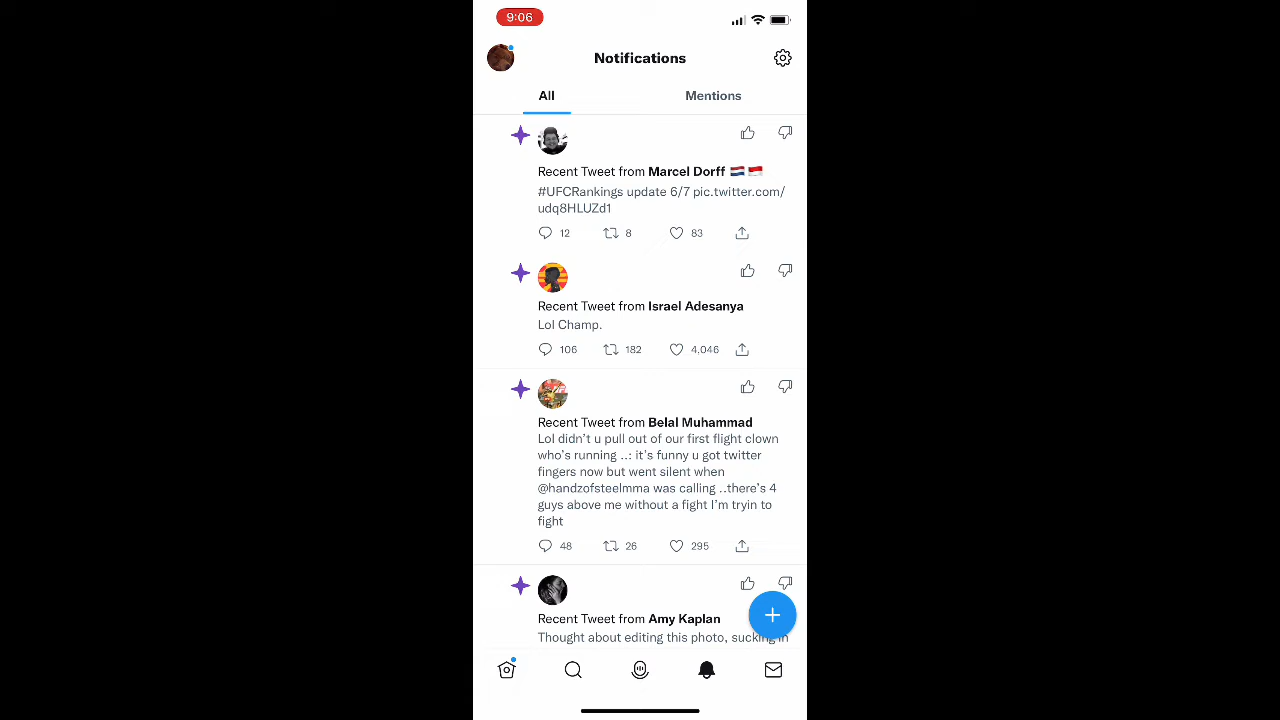 9:06
Notifications
All
Mentions
Recent Tweet from Marcel Dorff 🇳🇱 🇮🇩
#UFCRankings update 6/7 pic.twitter.com/
udq8HLUZd1
12 8 83
Recent Tweet from Israel Adesanya
Lol Champ.
106 182 4,046
Recent Tweet from Belal Muhammad
Lol didn't u pull out of our first flight clown
who's running ..: it's funny u got twitter
fingers now but went silent when
@handzofsteelmma was calling ..there's 4
guys above me without a fight I'm tryin to
fight
48 26 295
Recent Tweet from Amy Kaplan
Thought about editing this photo, sucking in